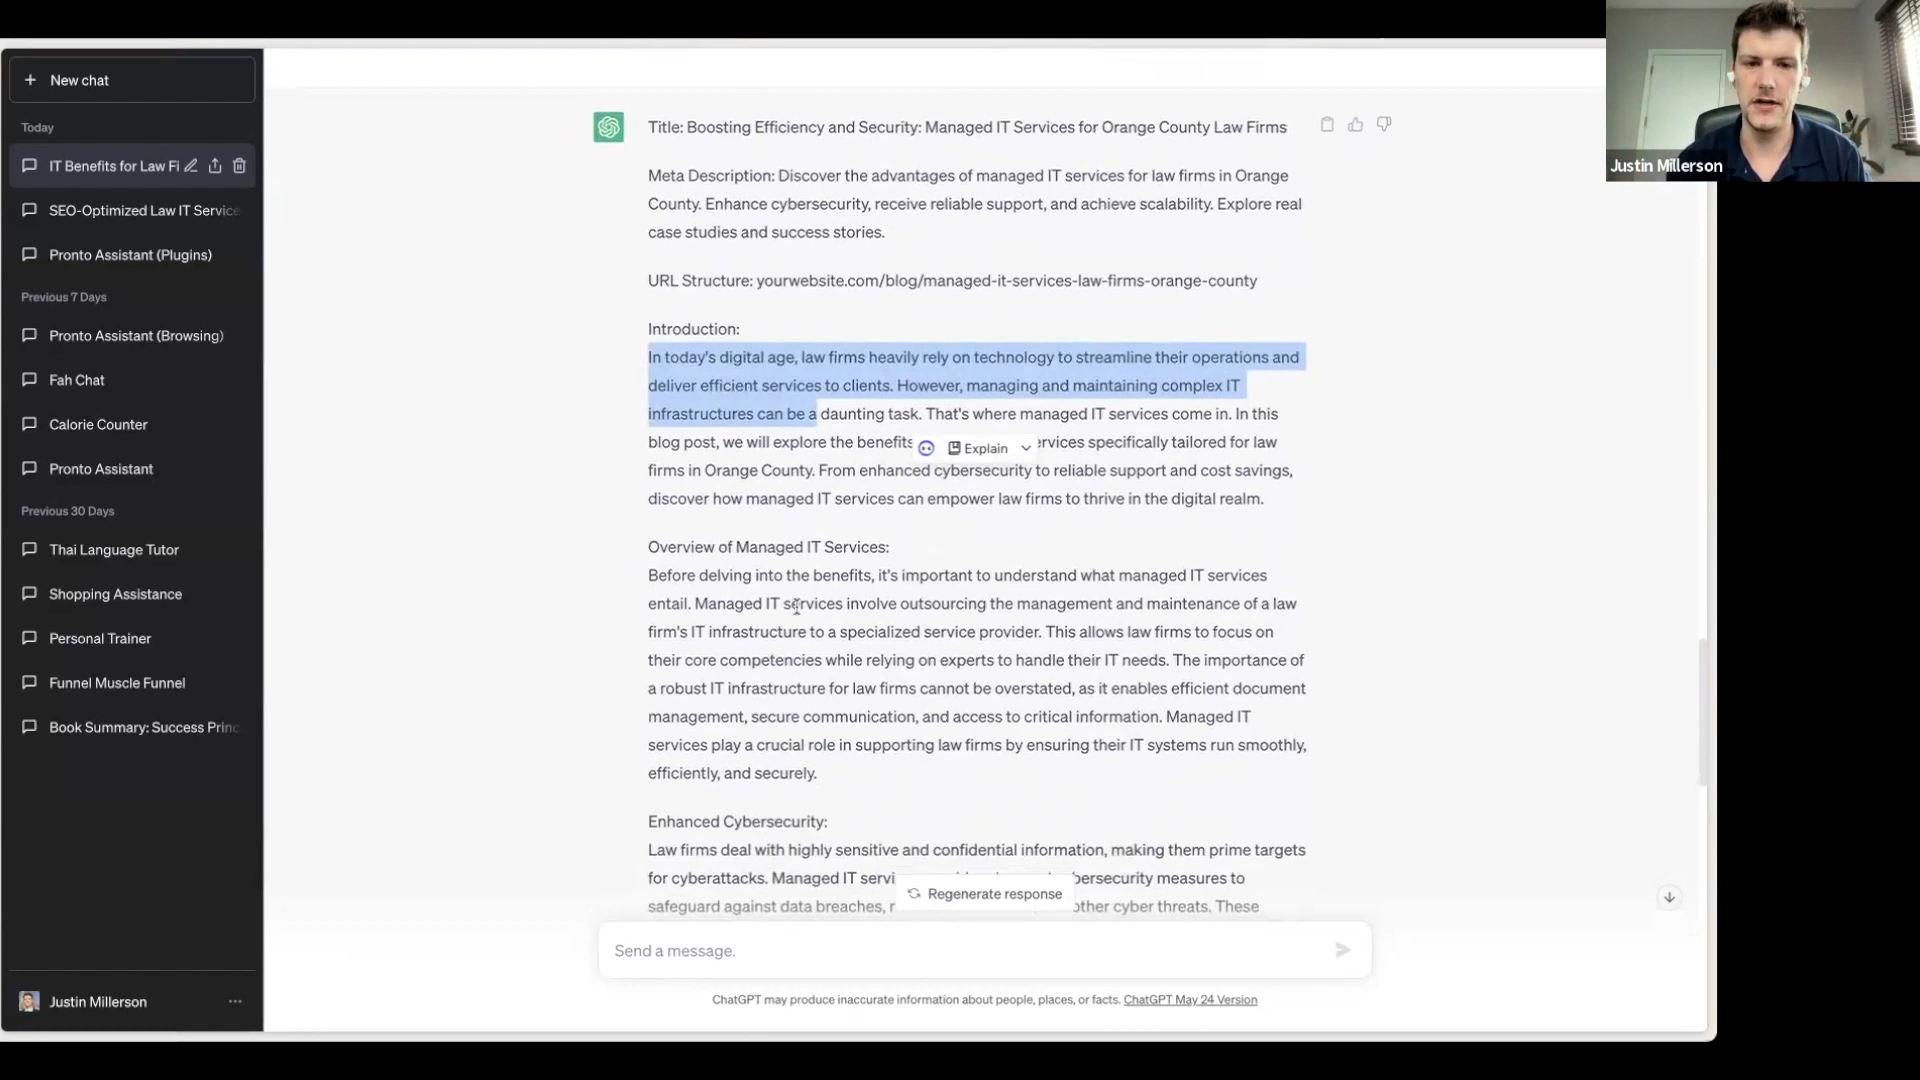 New chat
Today
IT Benefits for Law Fi
SEO-Optimized Law IT Service
Pronto Assistant (Plugins)
Previous 7 Days
Pronto Assistant (Browsing)
Fah Chat
Calorie Counter
Pronto Assistant
Previous 30 Days
Thai Language Tutor
Shopping Assistance
Personal Trainer
Funnel Muscle Funnel
Book Summary: Success Princ
Justin Millerson
Title: Boosting Efficiency and Security: Managed IT Services for Orange County Law Firms
Meta Description: Discover the advantages of managed IT services for law firms in Orange
County. Enhance cybersecurity, receive reliable support, and achieve scalability. Explore real
case studies and success stories.
URL Structure: yourwebsite.com/blog/managed-it-services-law-firms-orange-county
Introduction:
In today's digital age, law firms heavily rely on technology to streamline their operations and
deliver efficient services to clients. However, managing and maintaining complex IT
infrastructures can be a daunting task. That's where managed IT services come in. In this
blog post, we will explore the benefits ervices specifically tailored for law
Explain
firms in Orange County. From enhanced cybersecurity to reliable support and cost savings,
discover how managed IT services can empower law firms to thrive in the digital realm.
Overview of Managed IT Services:
Before delving into the benefits, it's important to understand what managed IT services
entail. Managed IT services involve outsourcing the management and maintenance of a law
firm's IT infrastructure to a specialized service provider. This allows law firms to focus on
their core competencies while relying on experts to handle their IT needs. The importance of
a robust IT infrastructure for law firms cannot be overstated, as it enables efficient document
management, secure communication, and access to critical information. Managed IT
services play a crucial role in supporting law firms by ensuring their IT systems run smoothly,
efficiently, and securely.
Enhanced Cybersecurity:
Law firms deal with highly sensitive and confidential information, making them prime targets
for cyberattacks. Managed IT servi bersecurity measures to
Regenerate response
safeguard against data breaches, r other cyber threats. These
Send a message.
ChatGPT may produce inaccurate information about people, places, or facts. ChatGPT May 24 Version
Justin Millerson